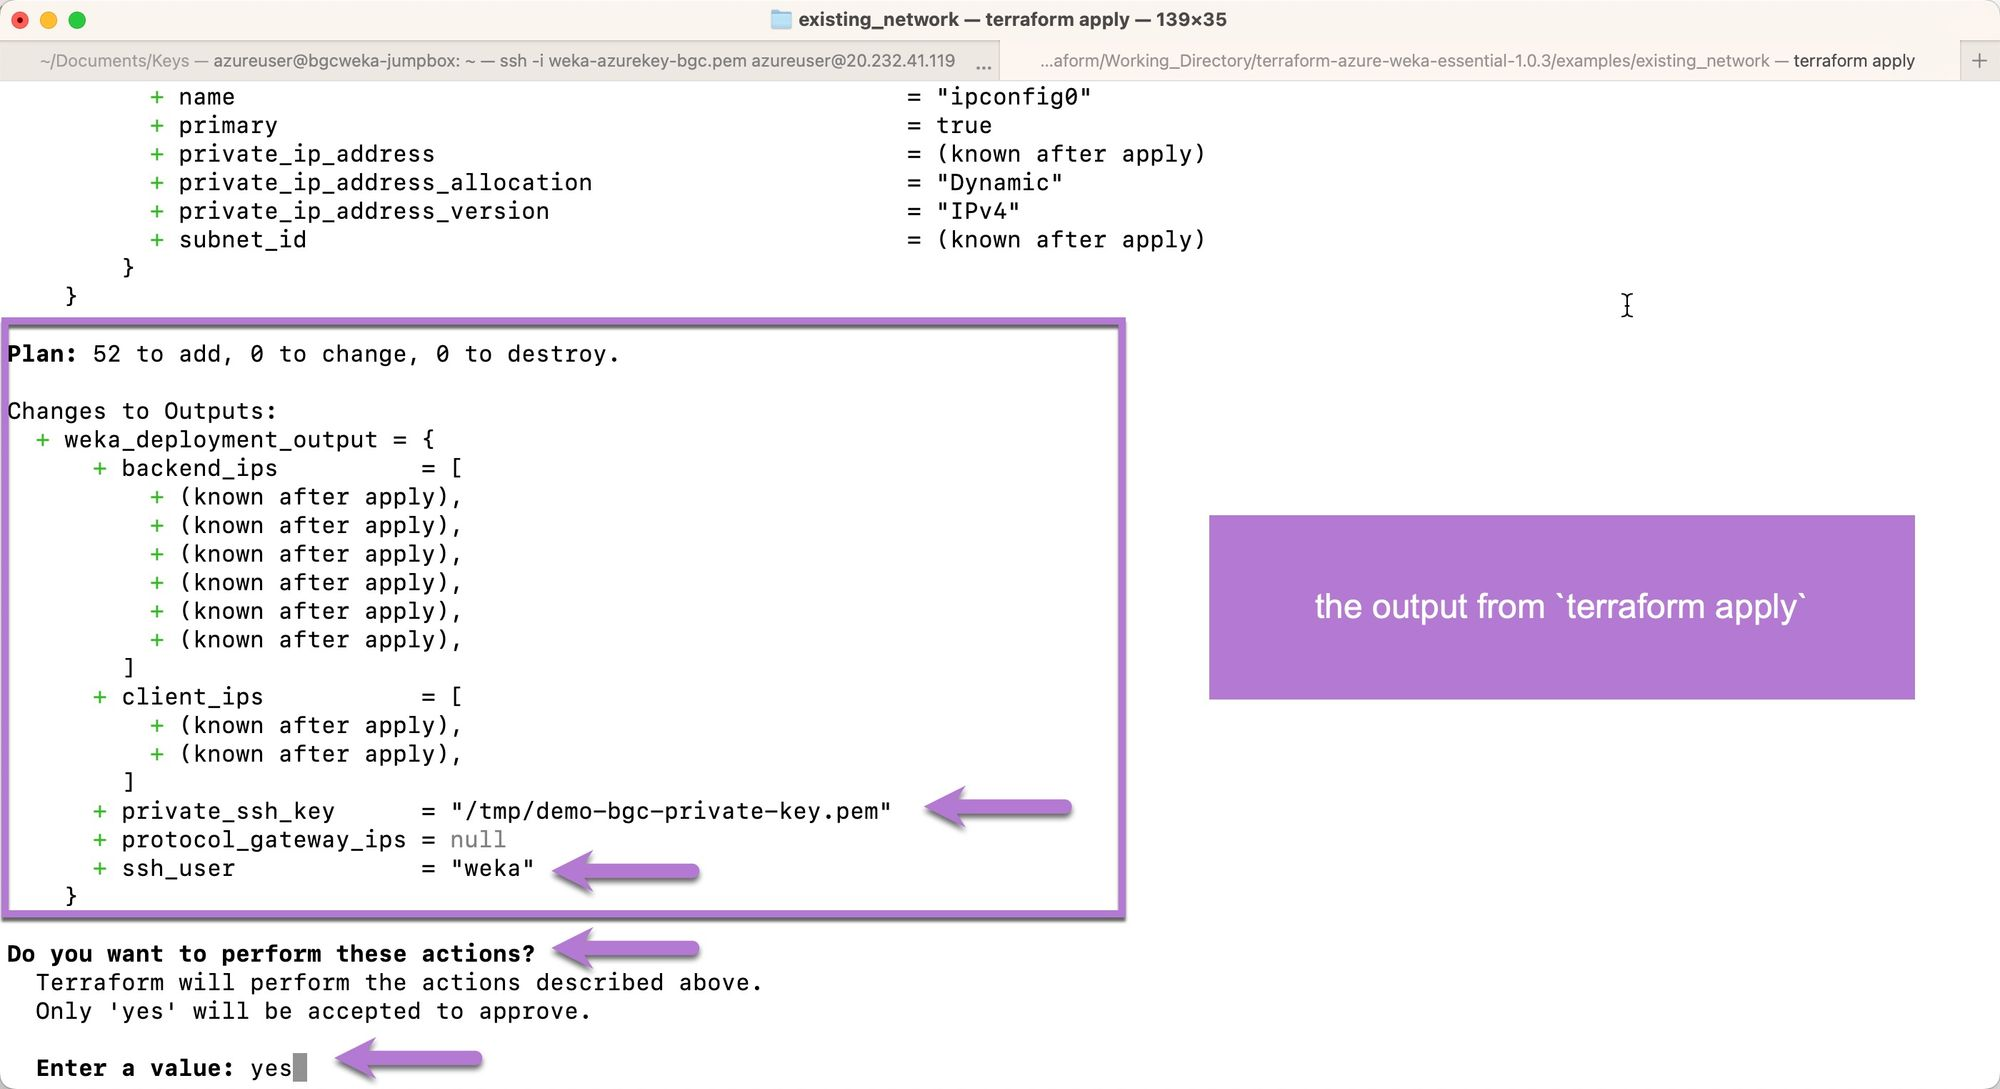 existing_network — terraform apply — 139×35
~/Documents/Keys — azureuser@bgcweka-jumpbox: ~ — ssh -i weka-azurekey-bgc.pem azureuser@20.232.41.119 ...
...aform/Working_Directory/terraform-azure-weka-essential-1.0.3/examples/existing_network — terraform apply +
+ name = "ipconfig0"
+ primary = true
+ private_ip_address = (known after apply)
+ private_ip_address_allocation = "Dynamic"
+ private_ip_address_version = "IPv4"
+ subnet_id = (known after apply)
}
}
Plan: 52 to add, 0 to change, 0 to destroy.
Changes to Outputs:
+ weka_deployment_output = {
+ backend_ips = [
+ (known after apply),
+ (known after apply),
+ (known after apply),
+ (known after apply),
+ (known after apply),
+ (known after apply),
]
+ client_ips = [
+ (known after apply),
+ (known after apply),
]
+ private_ssh_key = "/tmp/demo-bgc-private-key.pem"
+ protocol_gateway_ips = null
+ ssh_user = "weka"
}
the output from `terraform apply`
Do you want to perform these actions?
Terraform will perform the actions described above.
Only 'yes' will be accepted to approve.
Enter a value: yes